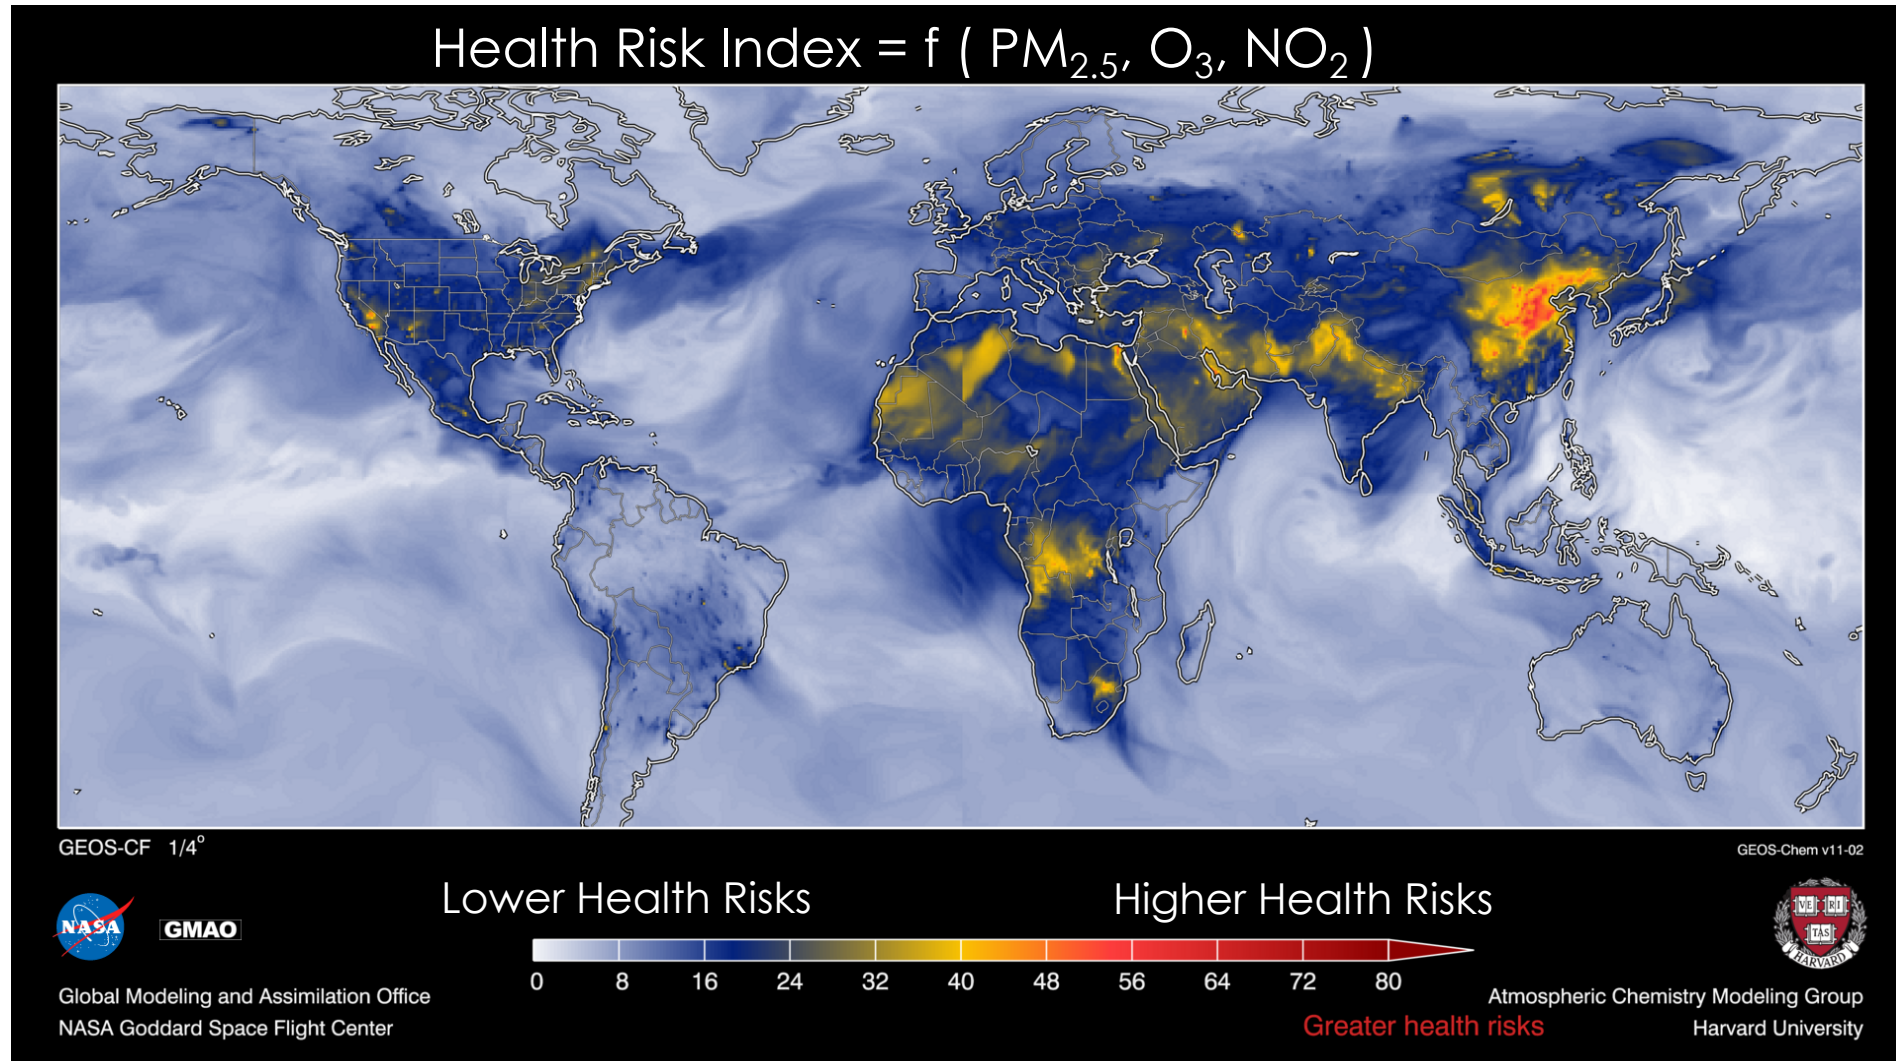 Health Risk Index = f ( PM2.5, O3, NO2 )
GEOS-CF 1/4°
GEOS-Chem v11-02
Lower Health Risks
Higher Health Risks
NASA
GMAO
VE RI
TAS
HARVARD
0 8 16 24 32 40 48 56 64 72 80
Global Modeling and Assimilation Office
NASA Goddard Space Flight Center
Greater health risks
Atmospheric Chemistry Modeling Group
Harvard University